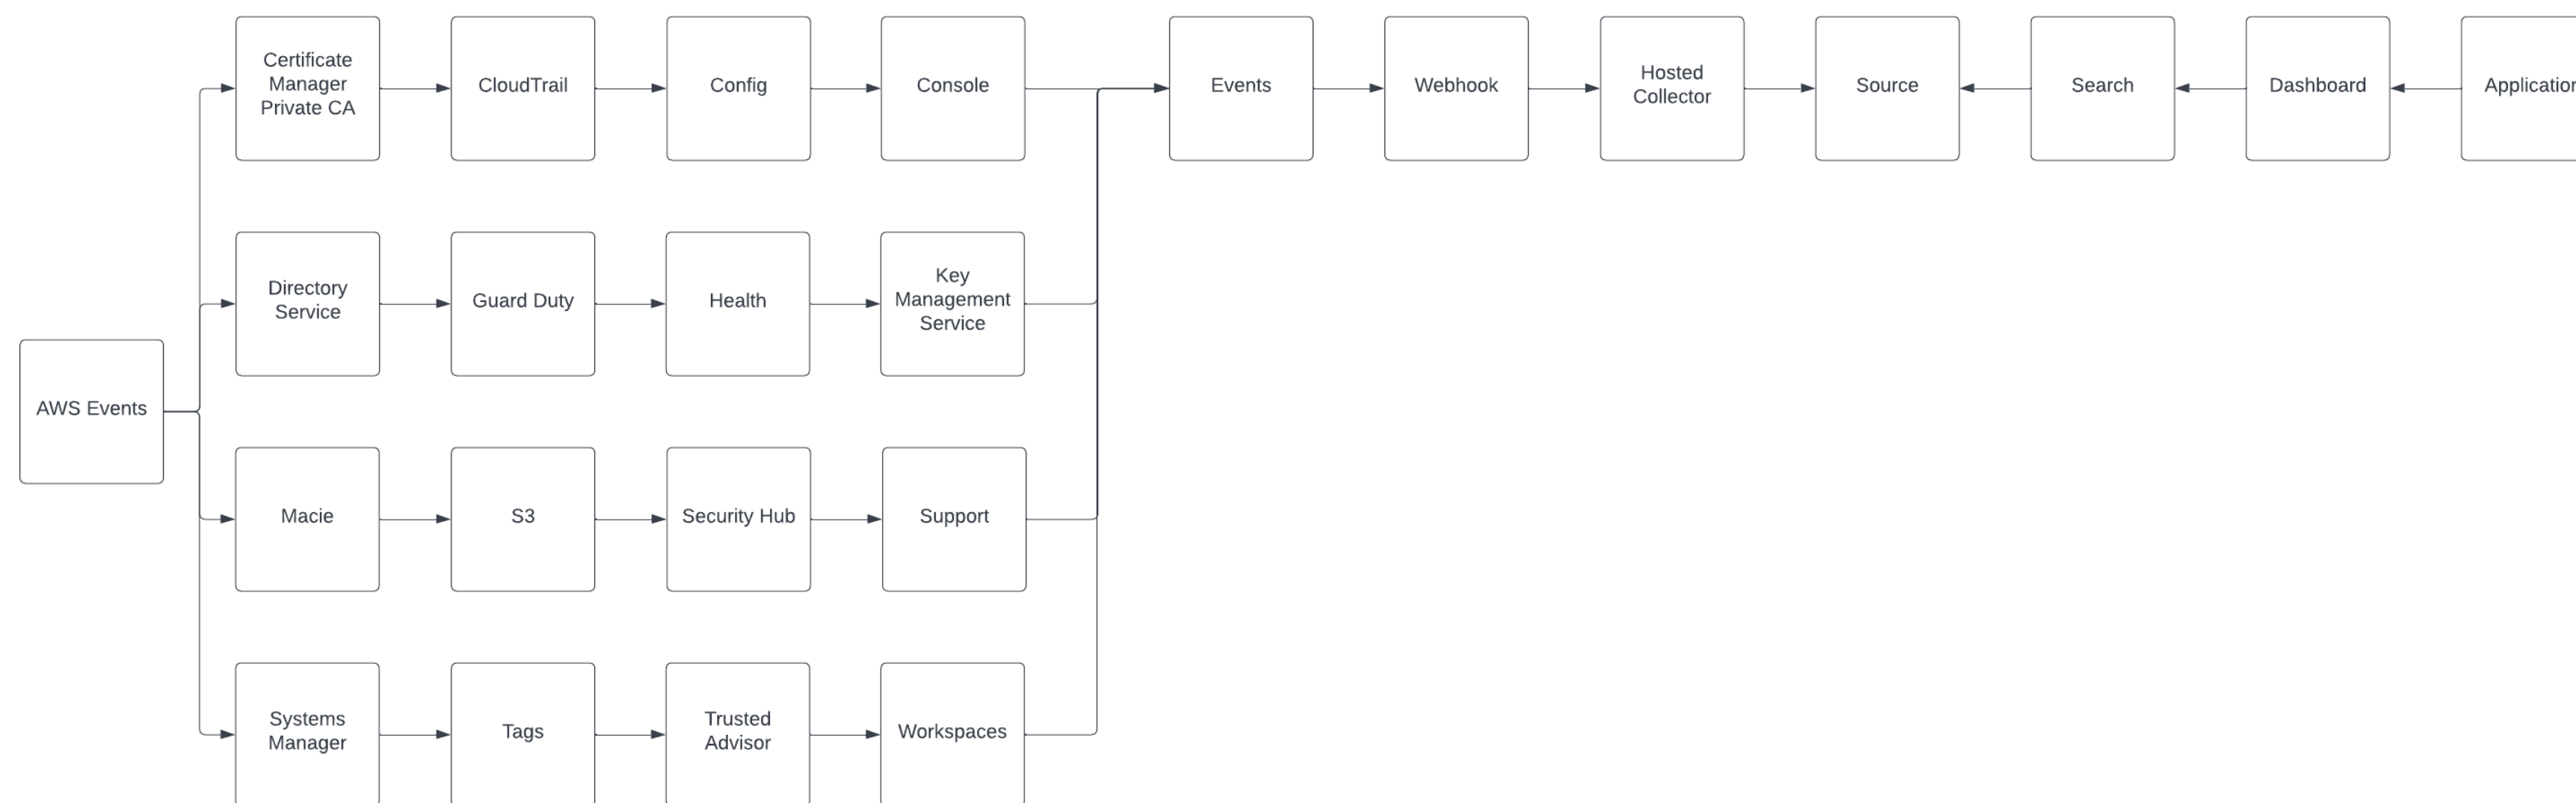 Certificate
Manager
Private CA
CloudTrail
Config
Console
Events
Webhook
Hosted
Collector
Source
Search
Dashboard
Application
Directory
Service
Guard Duty
Health
Key
Management
Service
AWS Events
Macie
S3
Security Hub
Support
Systems
Manager
Tags
Trusted
Advisor
Workspaces